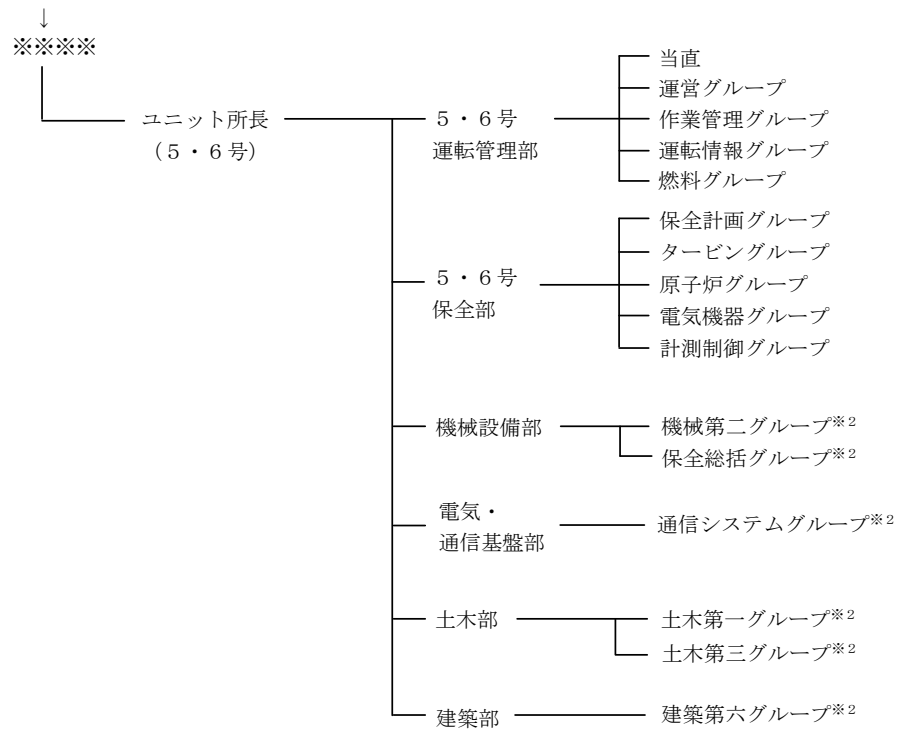 ↓
※※※※
ユニット所長
(5・6号)
5・6号
運転管理部
当直
運営グループ
作業管理グループ
運転情報グループ
燃料グループ
5・6号
保全部
保全計画グループ
タービングループ
原子炉グループ
電気機器グループ
計測制御グループ
機械設備部
機械第二グループ※2
保全総括グループ※2
電気・
通信基盤部
通信システムグループ※2
土木部
土木第一グループ※2
土木第三グループ※2
建築部
建築第六グループ※2